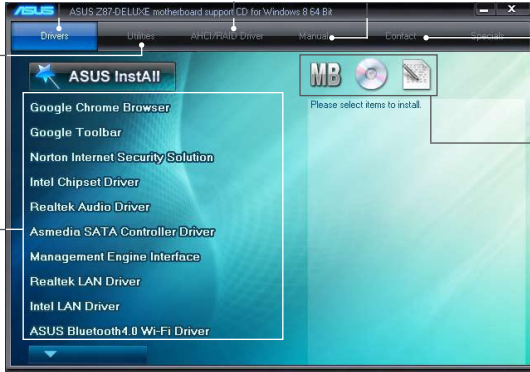 ASUS
ASUS Z87-DELUXE motherboard support CD for Windows 8 64 Bit
Drivers
Utilities
AHCI/RAID Driver
Manual
Contact
Specials
ASUS InstAll
MB
Please select items to install.
Google Chrome Browser
Google Toolbar
Norton Internet Security Solution
Intel Chipset Driver
Realtek Audio Driver
Asmedia SATA Controller Driver
Management Engine Interface
Realtek LAN Driver
Intel LAN Driver
ASUS Bluetooth4.0 Wi-Fi Driver